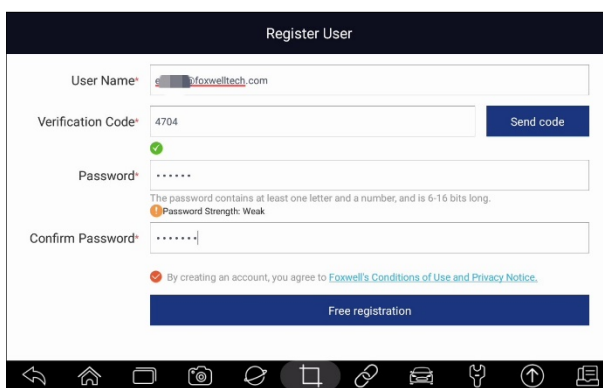 Register User
User Name*
e @foxwelltech.com
Verification Code* 4704 Send code
Password* ······
The password contains at least one letter and a number, and is 6-16 bits long.
! Password Strength: Weak
Confirm Password* ·······
By creating an account, you agree to Foxwell's Conditions of Use and Privacy Notice.
Free registration